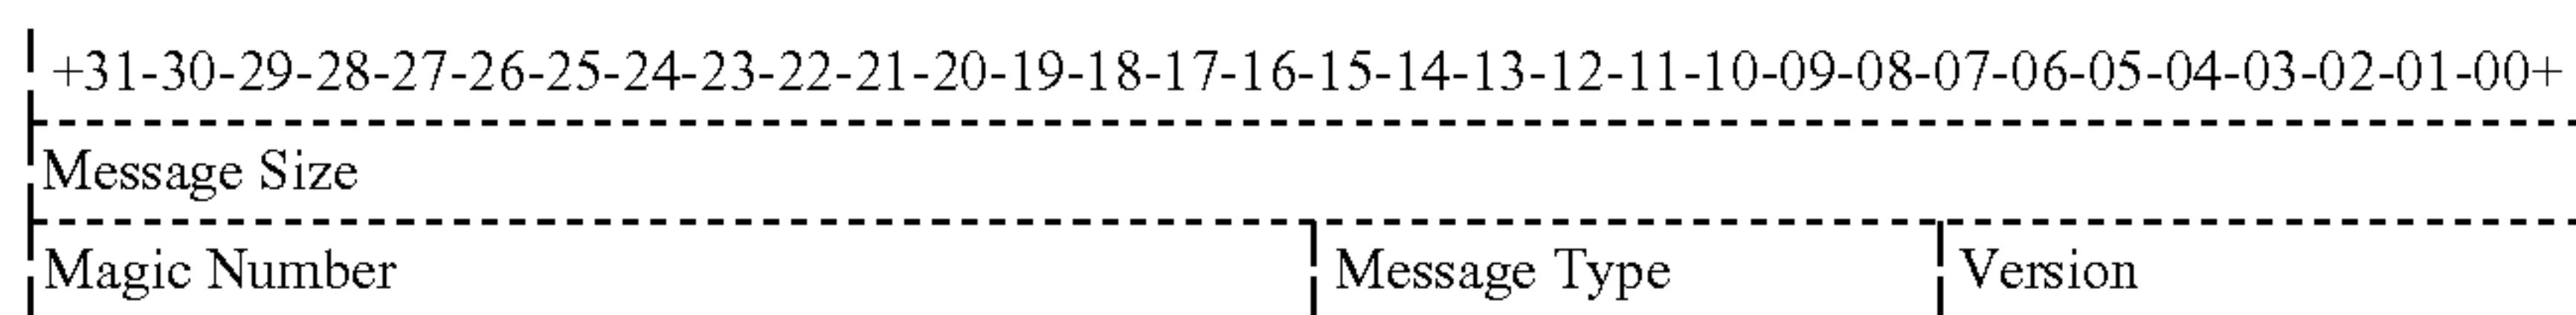 +31-30-29-28-27-26-25-24-23-22-21-20-19-18-17-16-15-14-13-12-11-10-09-08-07-06-05-04-03-02-01-00+
Message Size
Magic Number Message Type Version